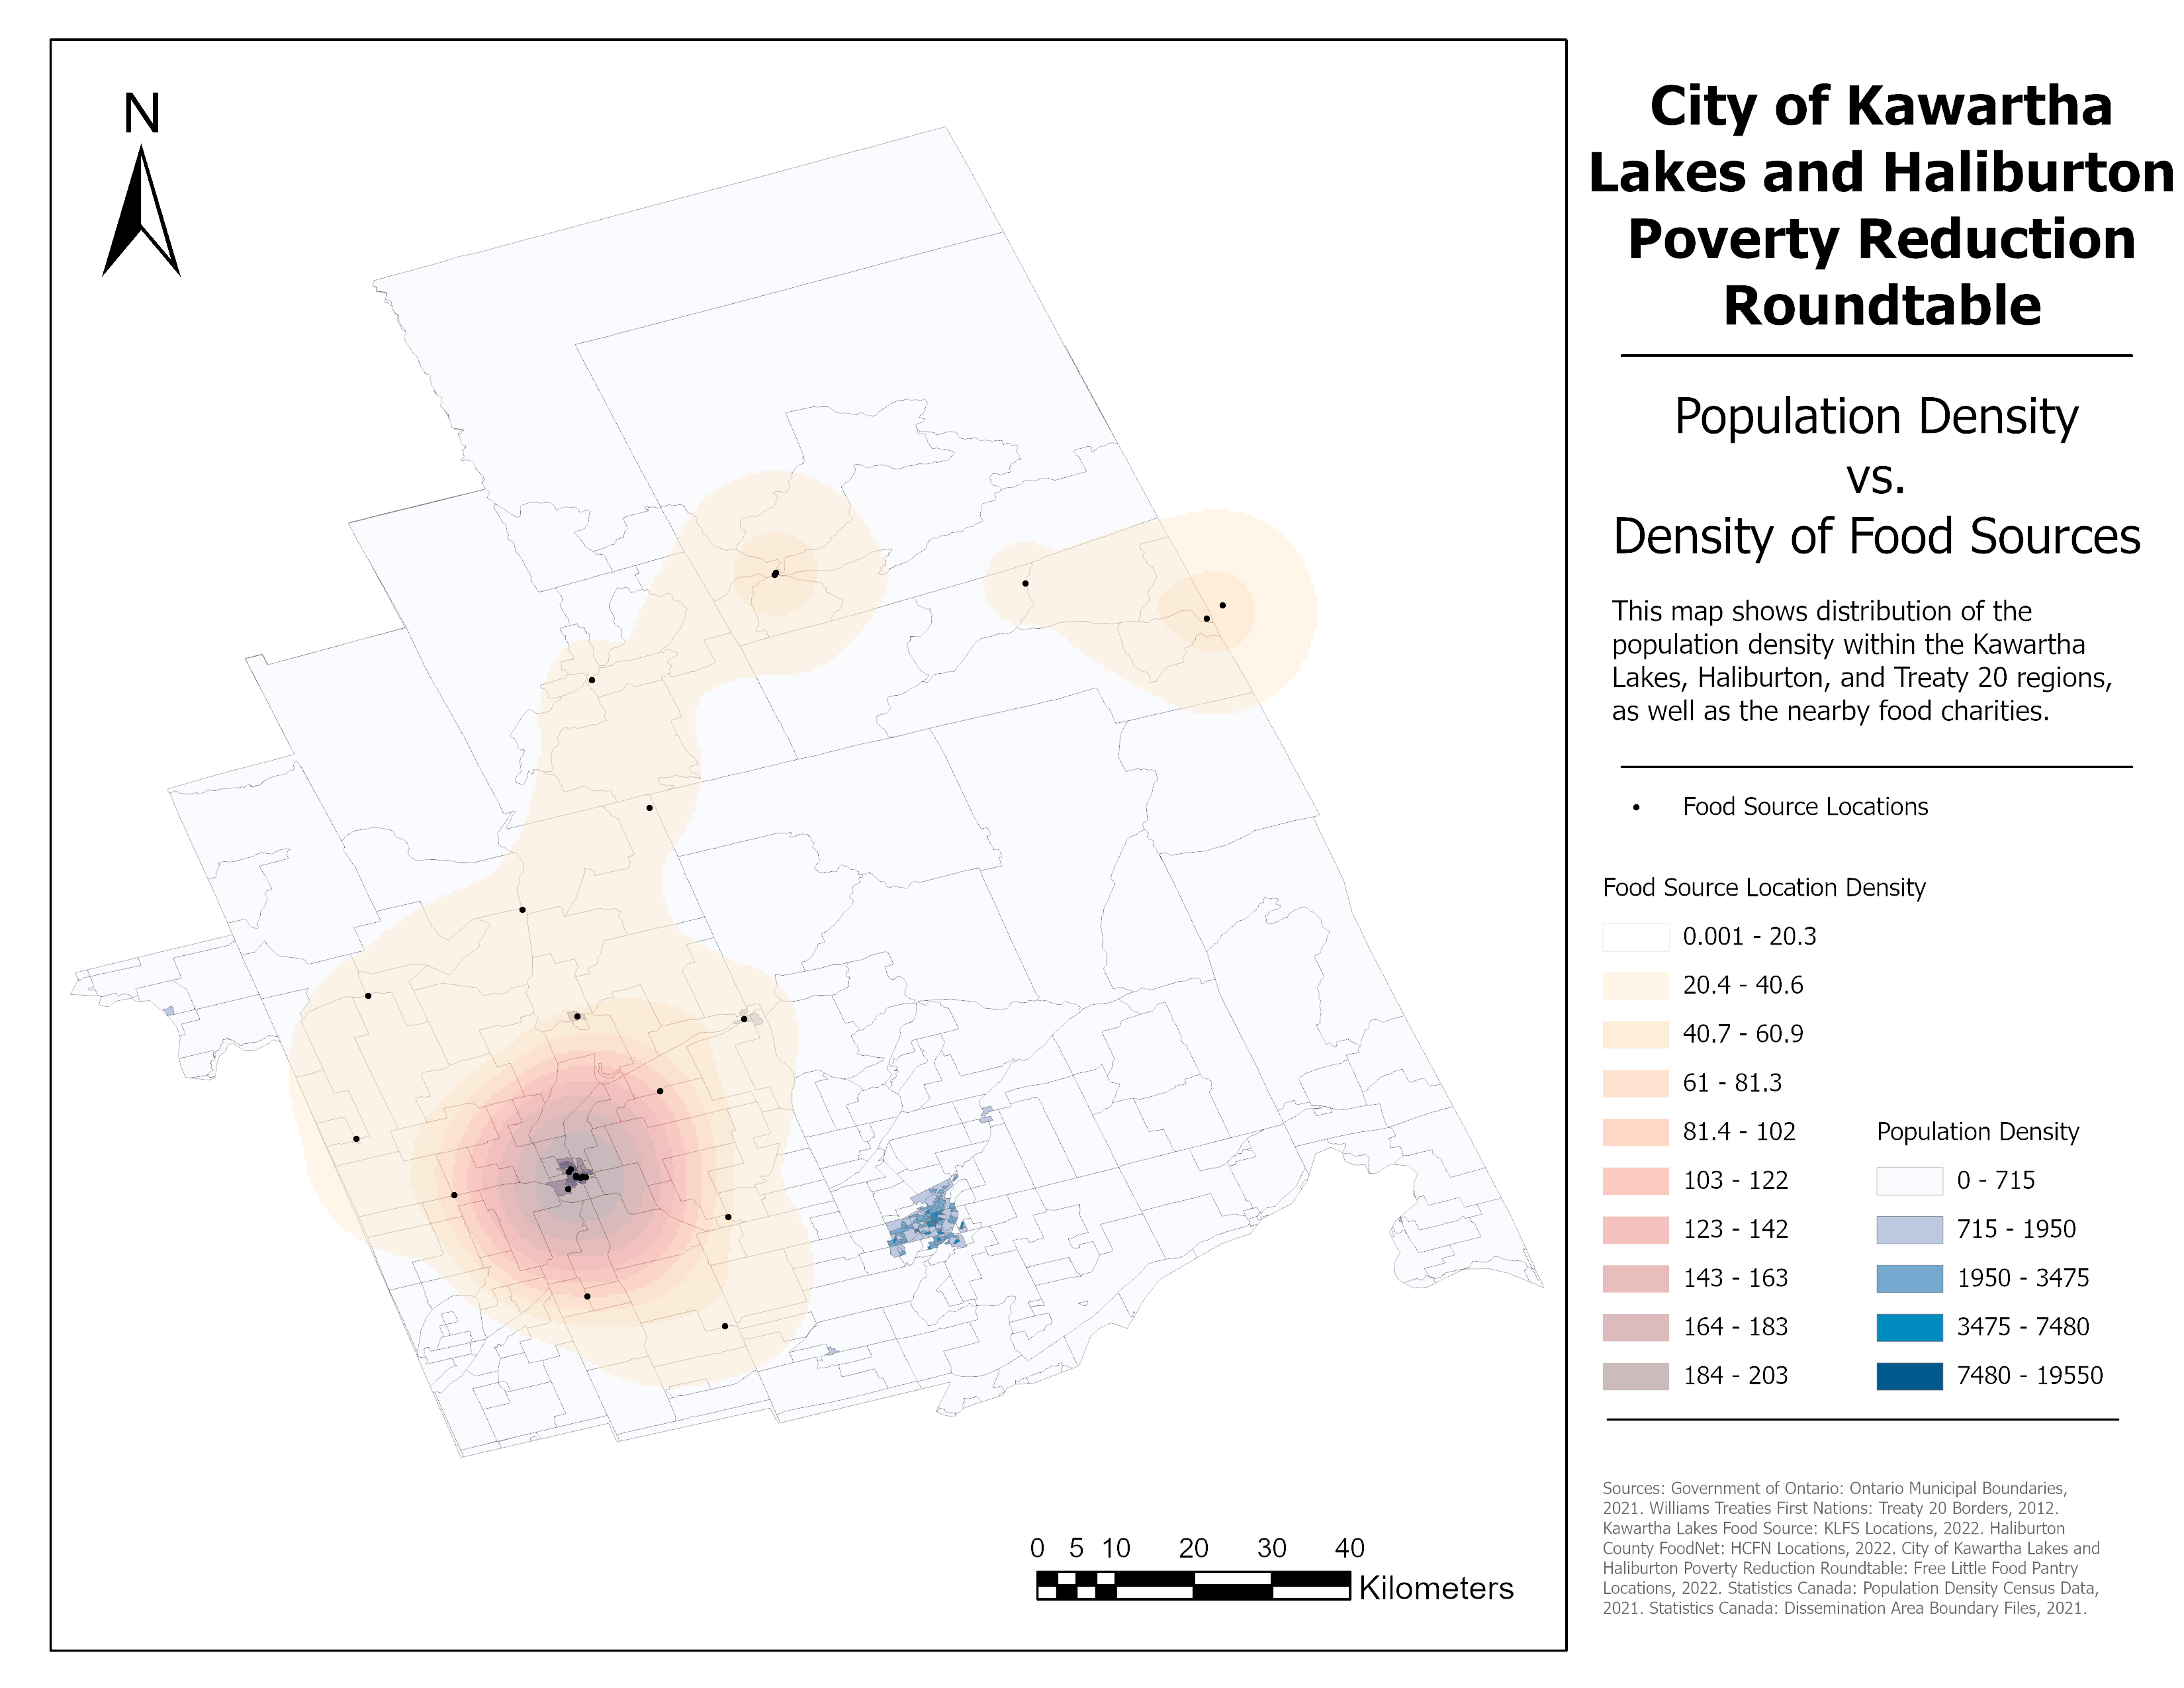 N
City of Kawartha
Lakes and Haliburton
Poverty Reduction
Roundtable
Population Density
vs.
Density of Food Sources
This map shows distribution of the
population density within the Kawartha
Lakes, Haliburton, and Treaty 20 regions,
as well as the nearby food charities.
Food Source Locations
Food Source Location Density
0.001 - 20.3
20.4 - 40.6
40.7 - 60.9
61 - 81.3
81.4 - 102
103 - 122
123 - 142
143 - 163
164 - 183
184 - 203
Population Density
0 - 715
715 - 1950
1950 - 3475
3475 - 7480
7480 - 19550
Sources: Government of Ontario: Ontario Municipal Boundaries,
2021. Williams Treaties First Nations: Treaty 20 Borders, 2012.
Kawartha Lakes Food Source: KLFS Locations, 2022. Haliburton
County FoodNet: HCFN Locations, 2022. City of Kawartha Lakes and
Haliburton Poverty Reduction Roundtable: Free Little Food Pantry
Locations, 2022. Statistics Canada: Population Density Census Data,
2021. Statistics Canada: Dissemination Area Boundary Files, 2021.
0 5 10 20 30 40
Kilometers